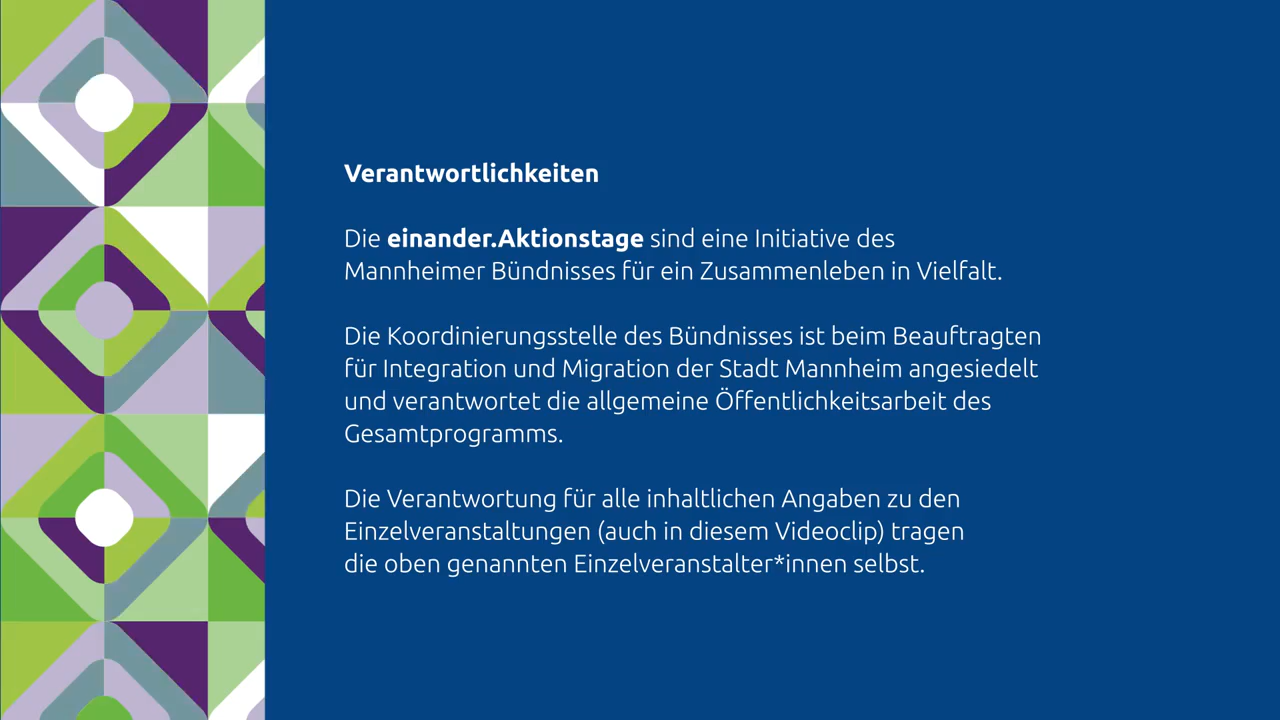 Verantwortlichkeiten
Die einander.Aktionstage sind eine Initiative des
Mannheimer Bündnisses für ein Zusammenleben in Vielfalt.
Die Koordinierungsstelle des Bündnisses ist beim Beauftragten
für Integration und Migration der Stadt Mannheim angesiedelt
und verantwortet die allgemeine Öffentlichkeitsarbeit des
Gesamtprogramms.
Die Verantwortung für alle inhaltlichen Angaben zu den
Einzelveranstaltungen (auch in diesem Videoclip) tragen
die oben genannten Einzelveranstalter*innen selbst.